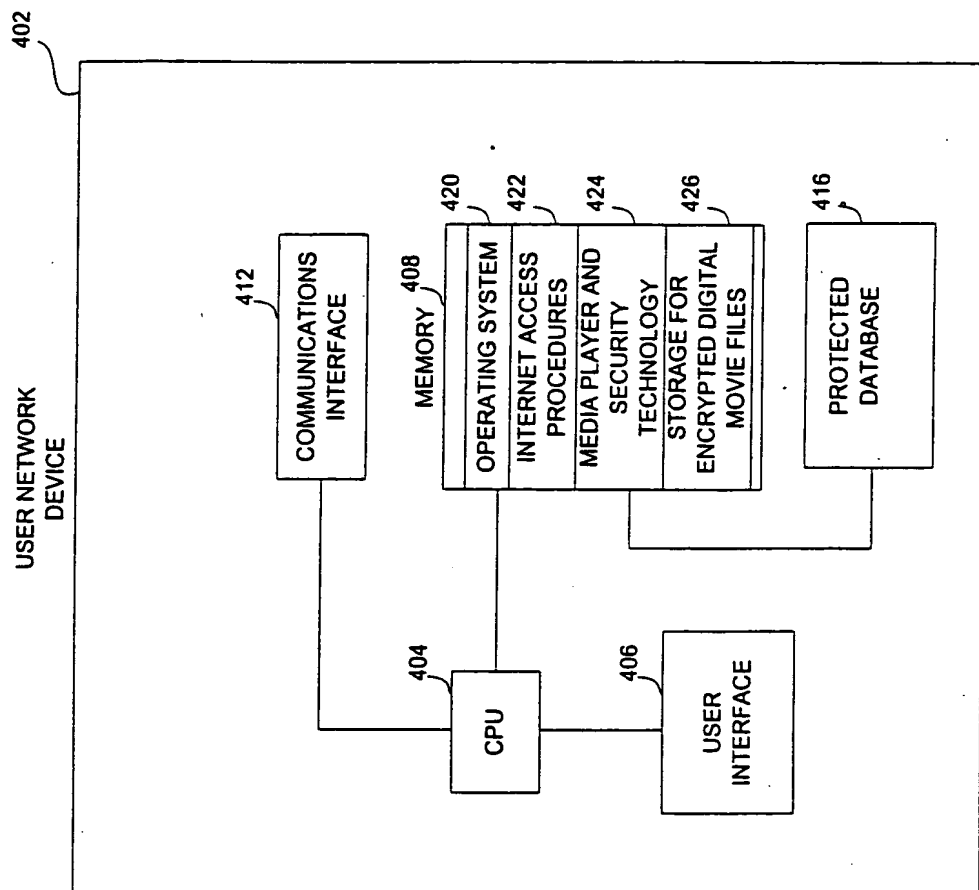 USER NETWORK
DEVICE
402
412
COMMUNICATIONS
INTERFACE
MEMORY
408
OPERATING SYSTEM
420
INTERNET ACCESS
PROCEDURES
422
MEDIA PLAYER AND
SECURITY
TECHNOLOGY
424
STORAGE FOR
ENCRYPTED DIGITAL
MOVIE FILES
426
404
CPU
406
USER
INTERFACE
416
PROTECTED
DATABASE